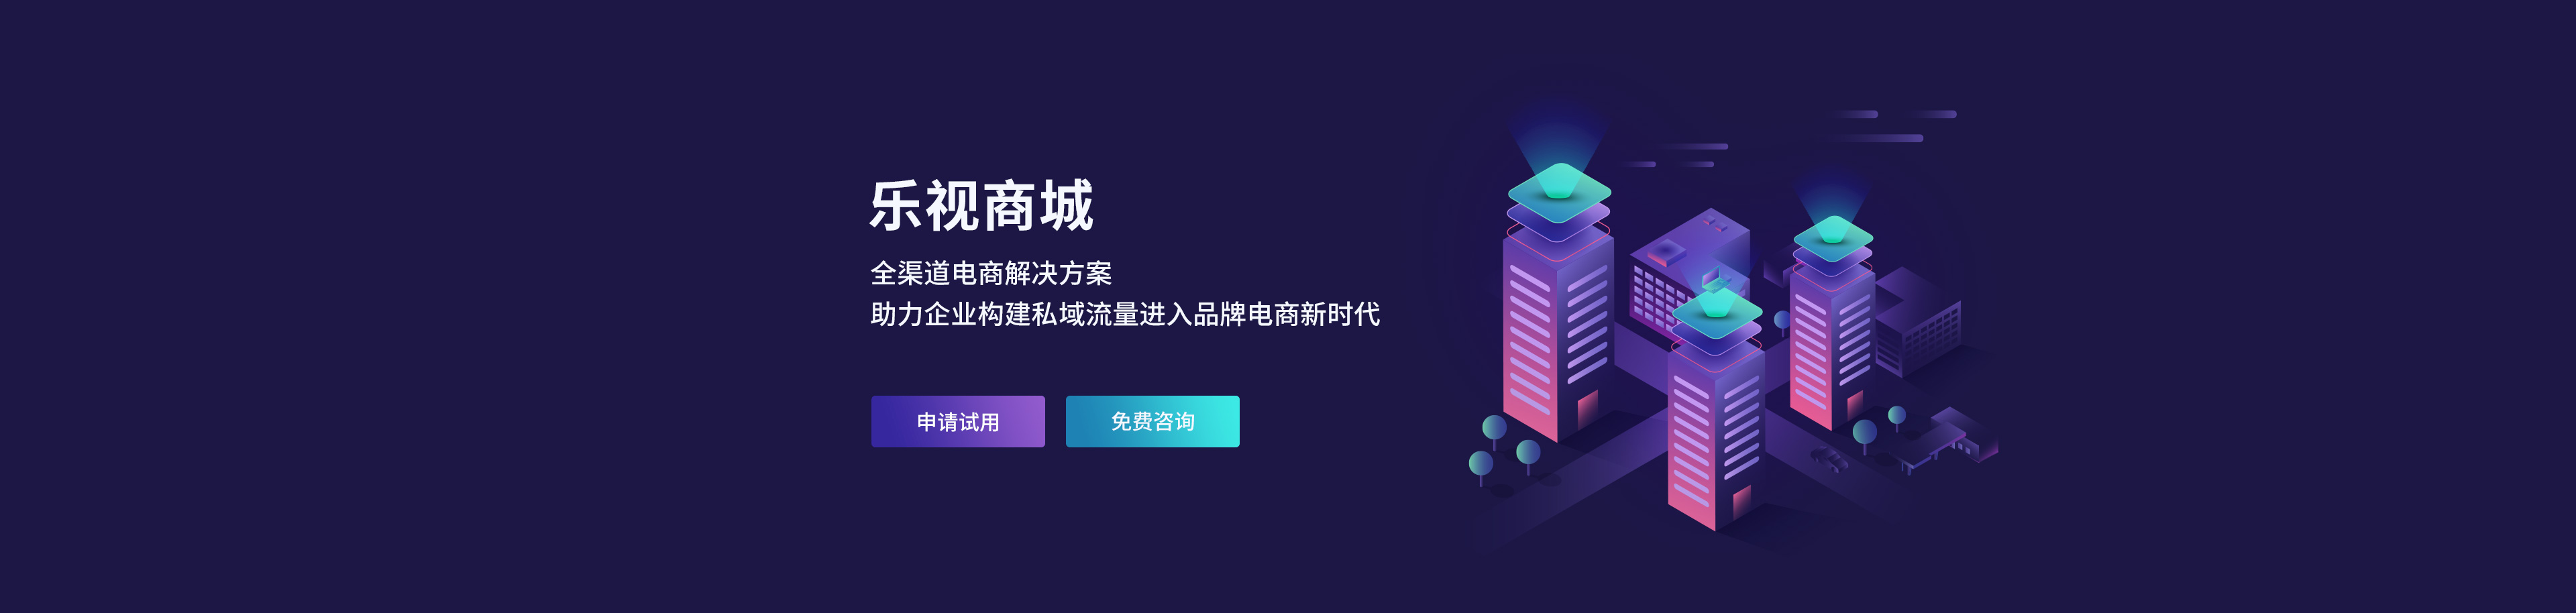 乐视商城
全渠道电商解决方案
助力企业构建私域流量进入品牌电商新时代
申请试用
免费咨询